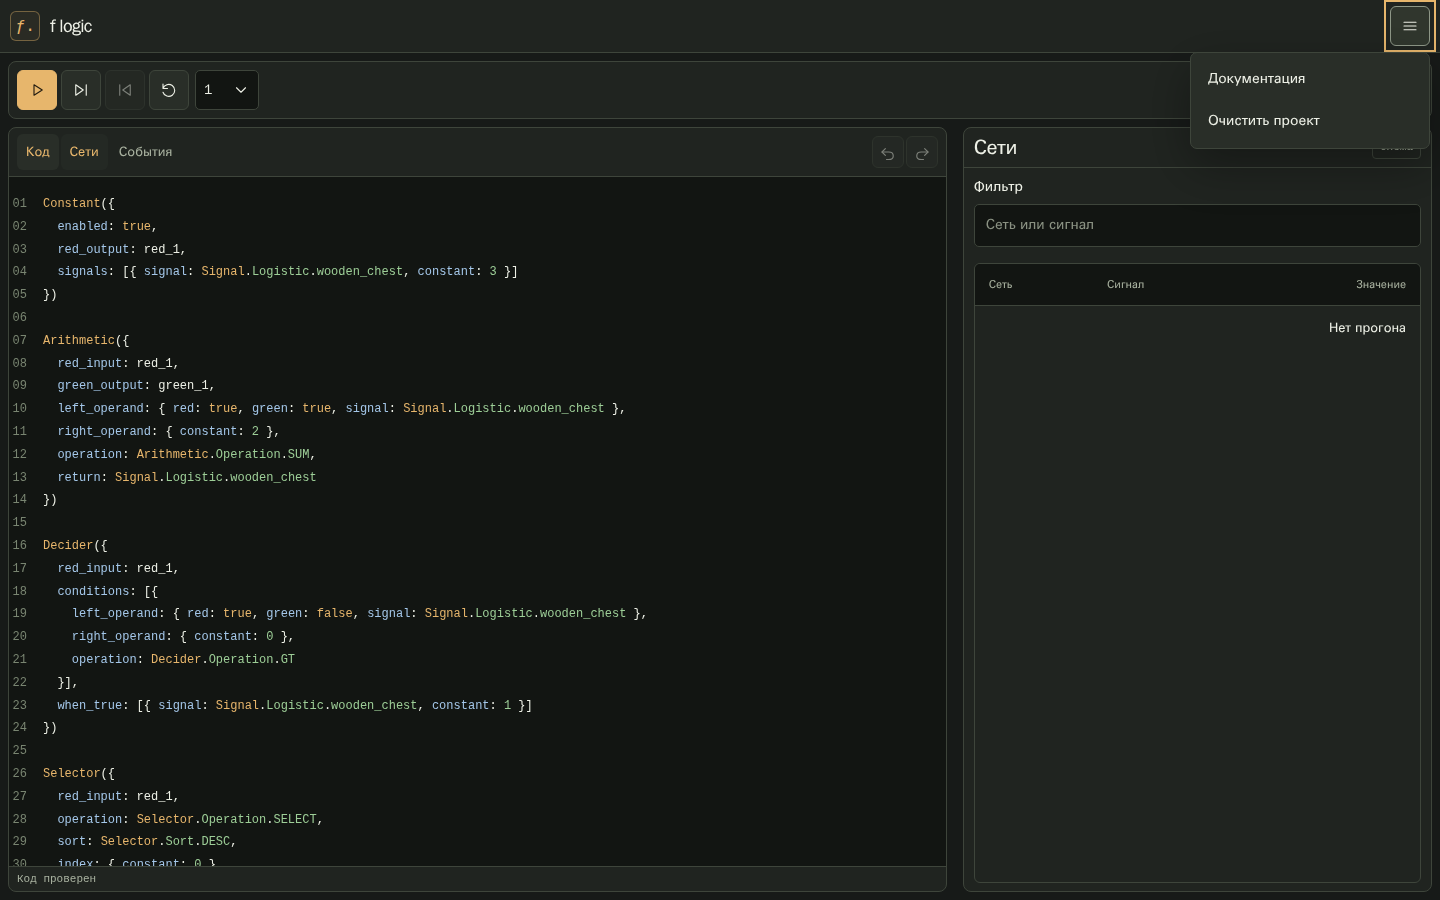 f. f logic
Документация
Очистить проект
1
Код Сети События
Сети
Фильтр
Сеть или сигнал
Сеть Сигнал Значение
Нет прогона
01 Constant({
02   enabled: true,
03   red_output: red_1,
04   signals: [{ signal: Signal.Logistic.wooden_chest, constant: 3 }]
05 })
06
07 Arithmetic({
08   red_input: red_1,
09   green_output: green_1,
10   left_operand: { red: true, green: true, signal: Signal.Logistic.wooden_chest },
11   right_operand: { constant: 2 },
12   operation: Arithmetic.Operation.SUM,
13   return: Signal.Logistic.wooden_chest
14 })
15
16 Decider({
17   red_input: red_1,
18   conditions: [{
19     left_operand: { red: true, green: false, signal: Signal.Logistic.wooden_chest },
20     right_operand: { constant: 0 },
21     operation: Decider.Operation.GT
22   }],
23   when_true: [{ signal: Signal.Logistic.wooden_chest, constant: 1 }]
24 })
25
26 Selector({
27   red_input: red_1,
28   operation: Selector.Operation.SELECT,
29   sort: Selector.Sort.DESC,
30   index: { constant: 0 }
Код проверен